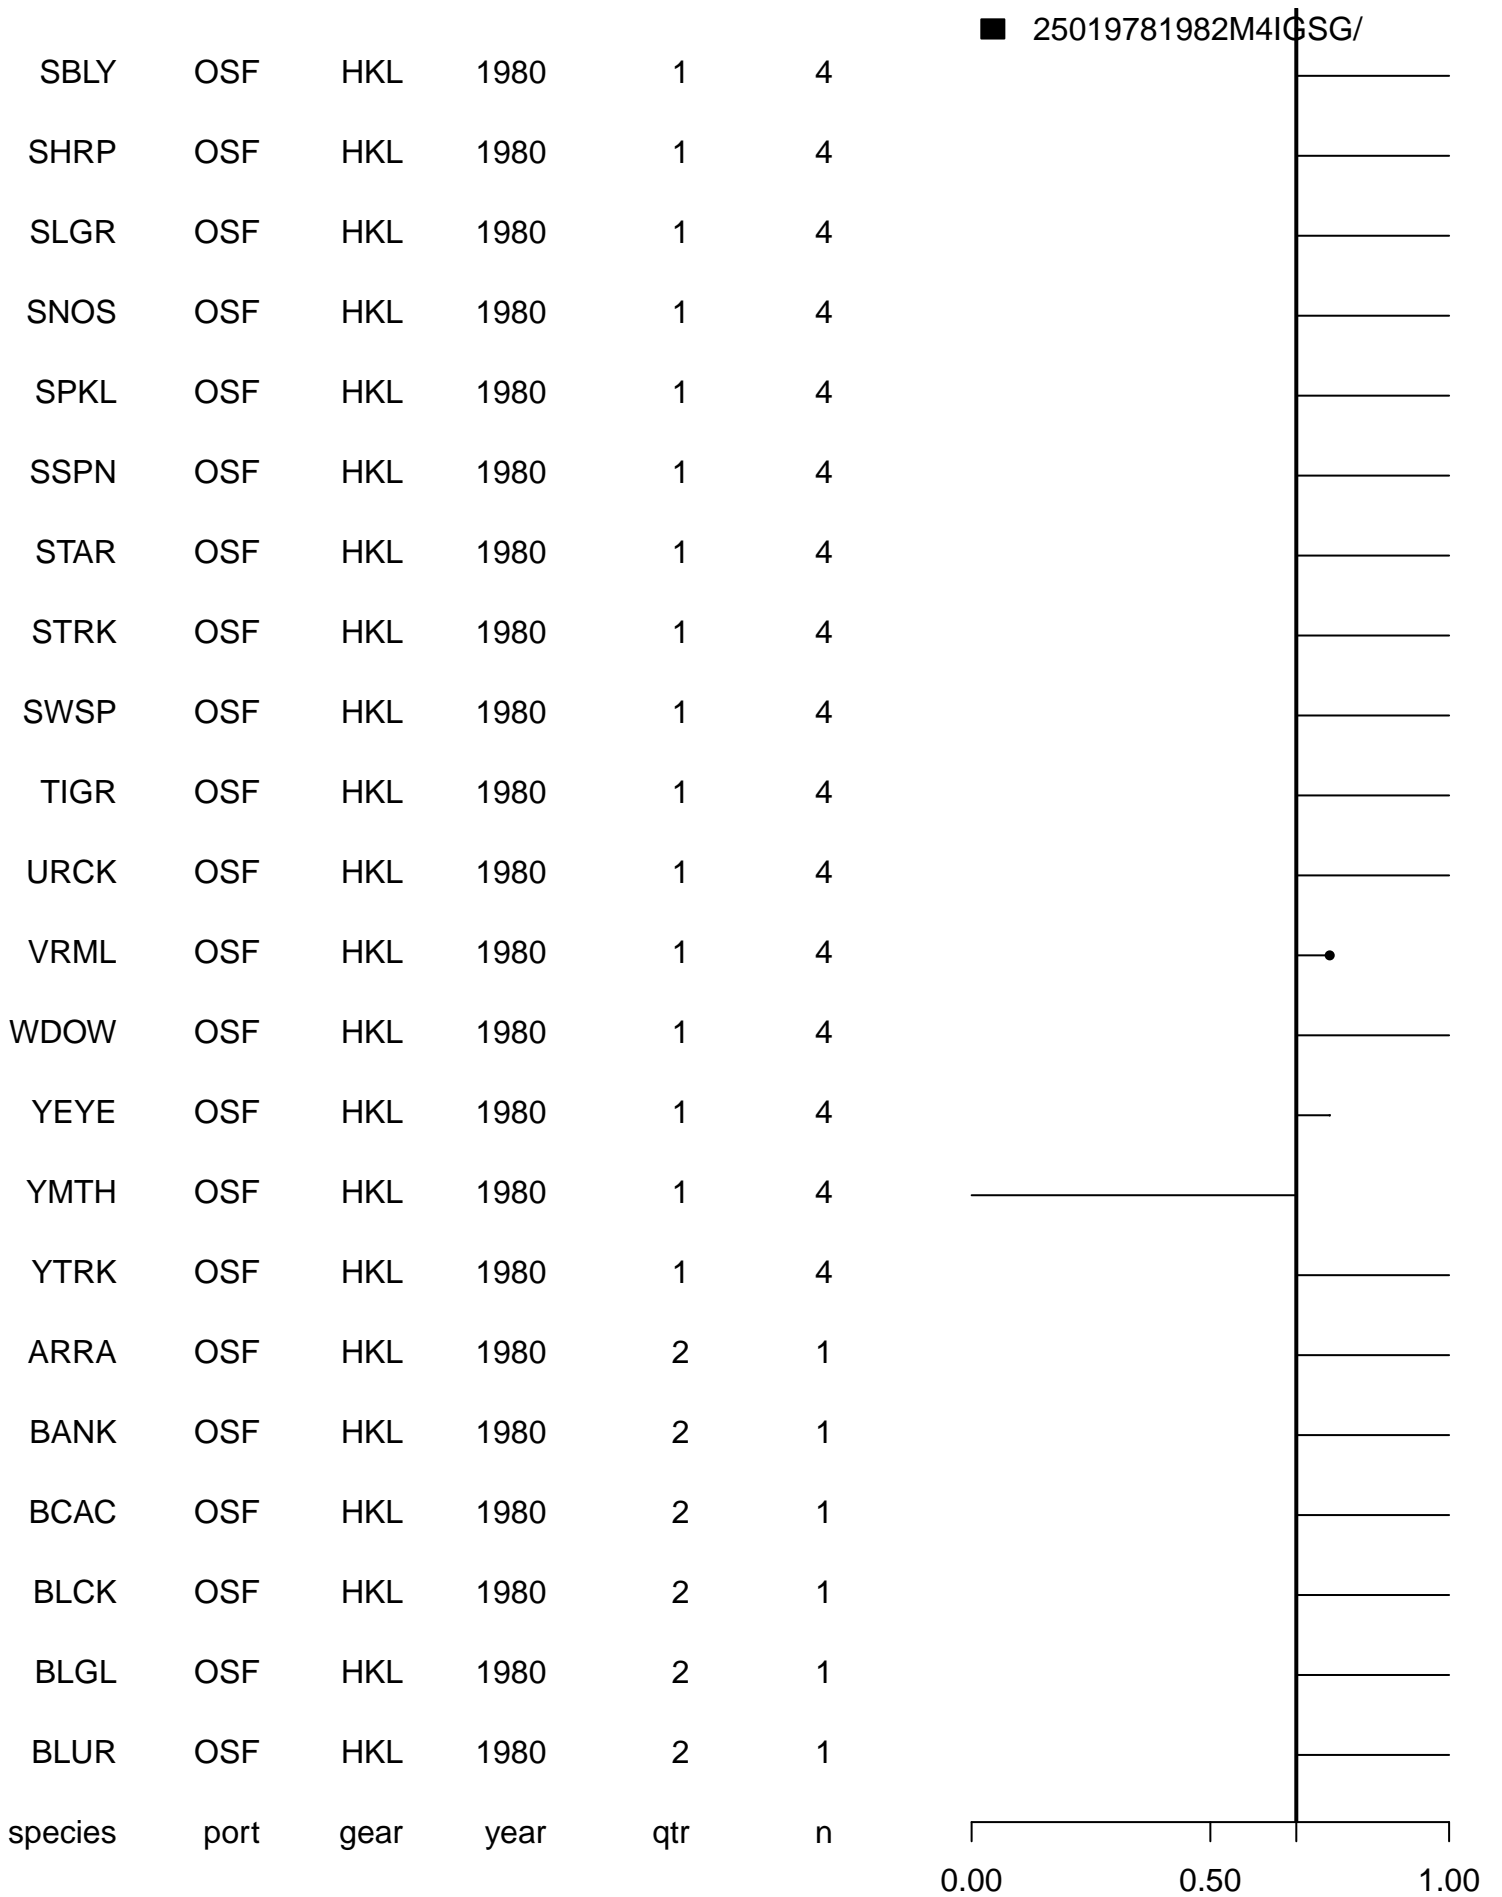 25019781982M4IGSG/
SBLY OSF HKL 1980 1 4
SHRP OSF HKL 1980 1 4
SLGR OSF HKL 1980 1 4
SNOS OSF HKL 1980 1 4
SPKL OSF HKL 1980 1 4
SSPN OSF HKL 1980 1 4
STAR OSF HKL 1980 1 4
STRK OSF HKL 1980 1 4
SWSP OSF HKL 1980 1 4
TIGR OSF HKL 1980 1 4
URCK OSF HKL 1980 1 4
VRML OSF HKL 1980 1 4
WDOW OSF HKL 1980 1 4
YEYE OSF HKL 1980 1 4
YMTH OSF HKL 1980 1 4
YTRK OSF HKL 1980 1 4
ARRA OSF HKL 1980 2 1
BANK OSF HKL 1980 2 1
BCAC OSF HKL 1980 2 1
BLCK OSF HKL 1980 2 1
BLGL OSF HKL 1980 2 1
BLUR OSF HKL 1980 2 1
species port gear year qtr n
0.00 0.50 1.00